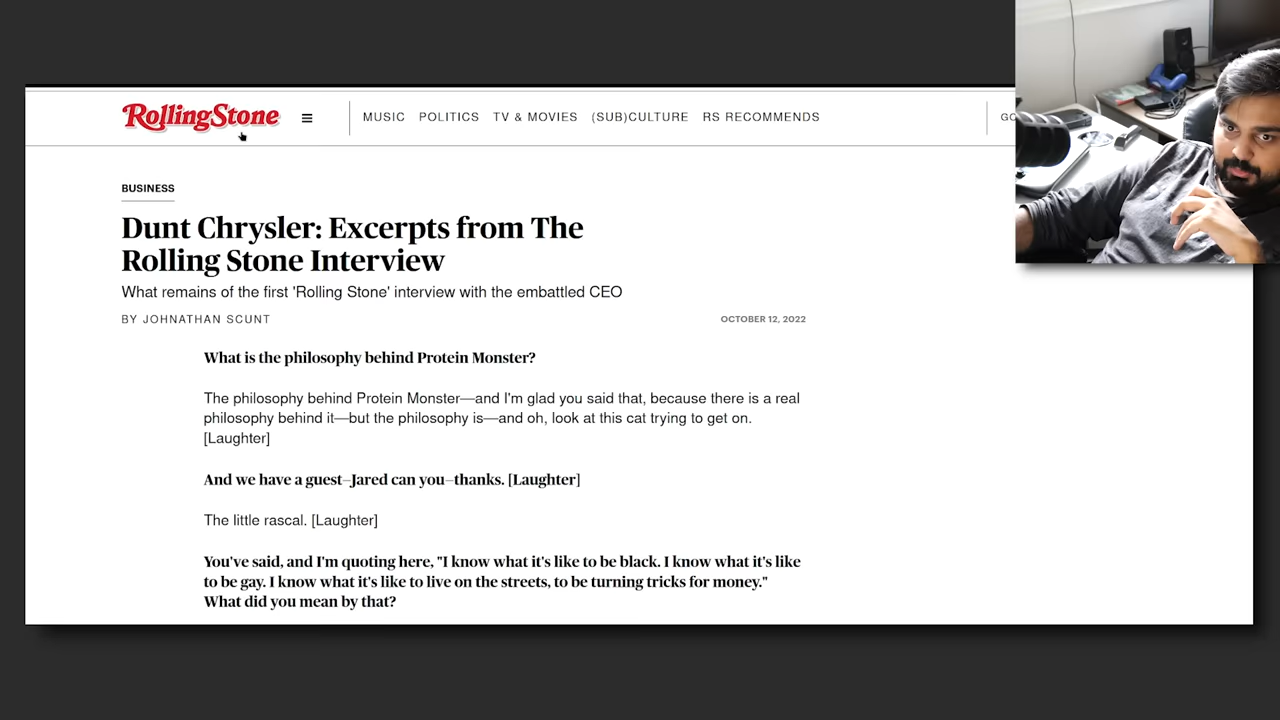 RollingStone
MUSIC POLITICS TV & MOVIES (SUB)CULTURE RS RECOMMENDS
BUSINESS
Dunt Chrysler: Excerpts from The
Rolling Stone Interview
What remains of the first 'Rolling Stone' interview with the embattled CEO
BY JOHNATHAN SCUNT
OCTOBER 12, 2022
What is the philosophy behind Protein Monster?
The philosophy behind Protein Monster—and I'm glad you said that, because there is a real
philosophy behind it—but the philosophy is—and oh, look at this cat trying to get on.
[Laughter]
And we have a guest–Jared can you–thanks. [Laughter]
The little rascal. [Laughter]
You've said, and I'm quoting here, "I know what it's like to be black. I know what it's like
to be gay. I know what it's like to live on the streets, to be turning tricks for money."
What did you mean by that?